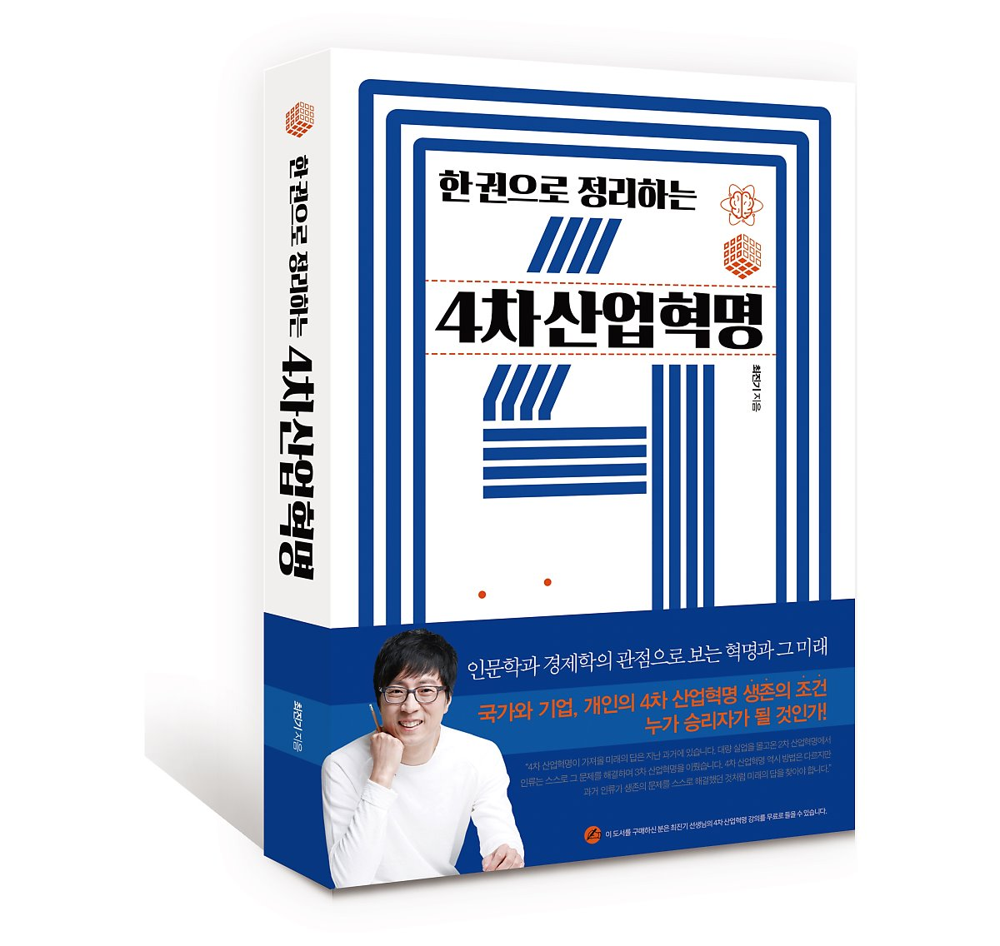 한 권으로 정리하는 4차 산업혁명
최진기 지음
한 권으로 정리하는
4차 산업혁명
최진기 지음
인문학과 경제학의 관점으로 보는 혁명과 그 미래
국가와 기업, 개인의 4차 산업혁명 생존의 조건
누가 승리자가 될 것인가!
"4차 산업혁명이 가져올 미래의 답은 지난 과거에 있습니다. 대량 실업을 몰고온 2차 산업혁명에서
인류는 스스로 그 문제를 해결하며 3차 산업혁명을 이뤘습니다. 4차 산업혁명 역시 방법은 다르지만
과거 인류가 생존의 문제를 스스로 해결했던 것처럼 미래의 답을 찾아야 합니다."
이 도서를 구매하신 분은 최진기 선생님의 4차 산업혁명 강의를 무료로 들을 수 있습니다.